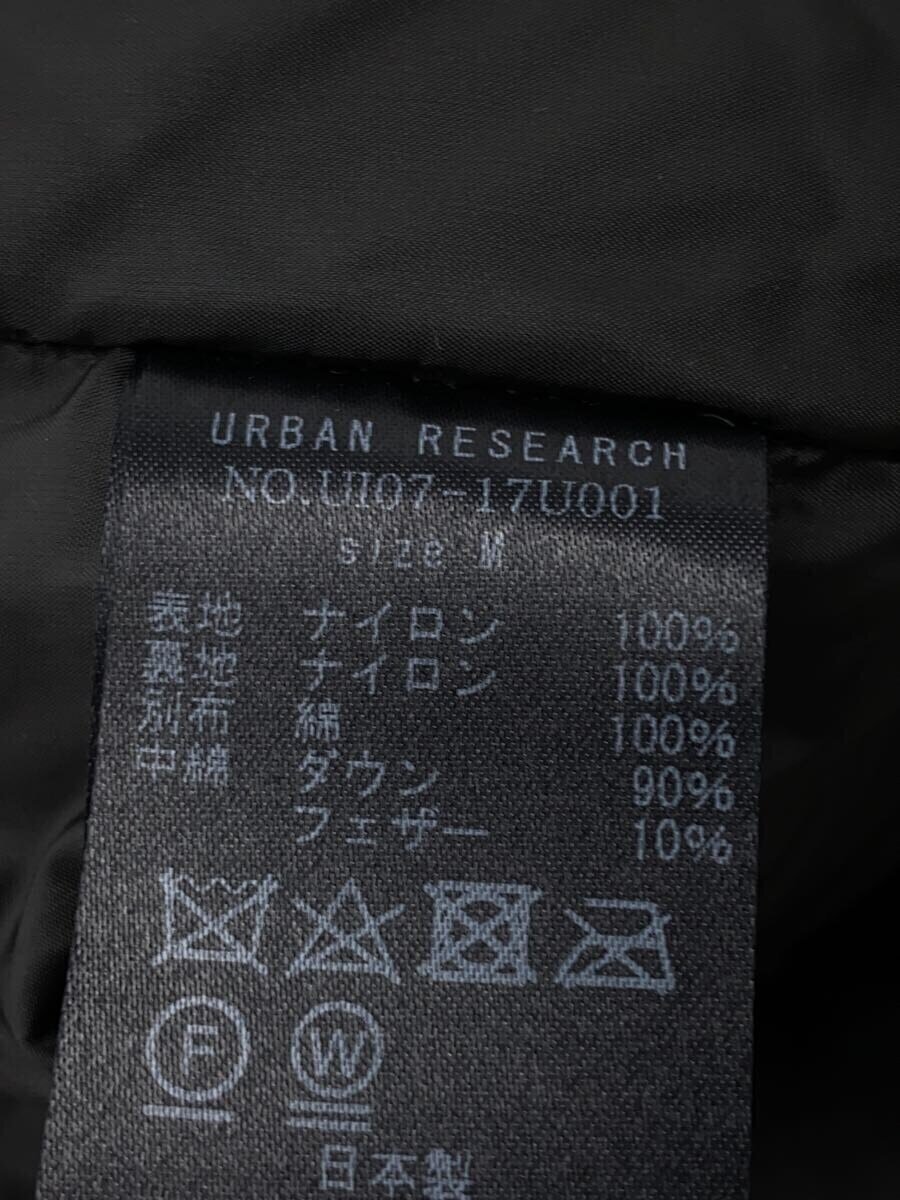 URBAN RESEARCH
NO.UI07-17U001
size M
表地 ナイロン 100%
裏地 ナイロン 100%
別布 綿 100%
中綿 ダウン 90%
フェザー 10%
F W
日本製